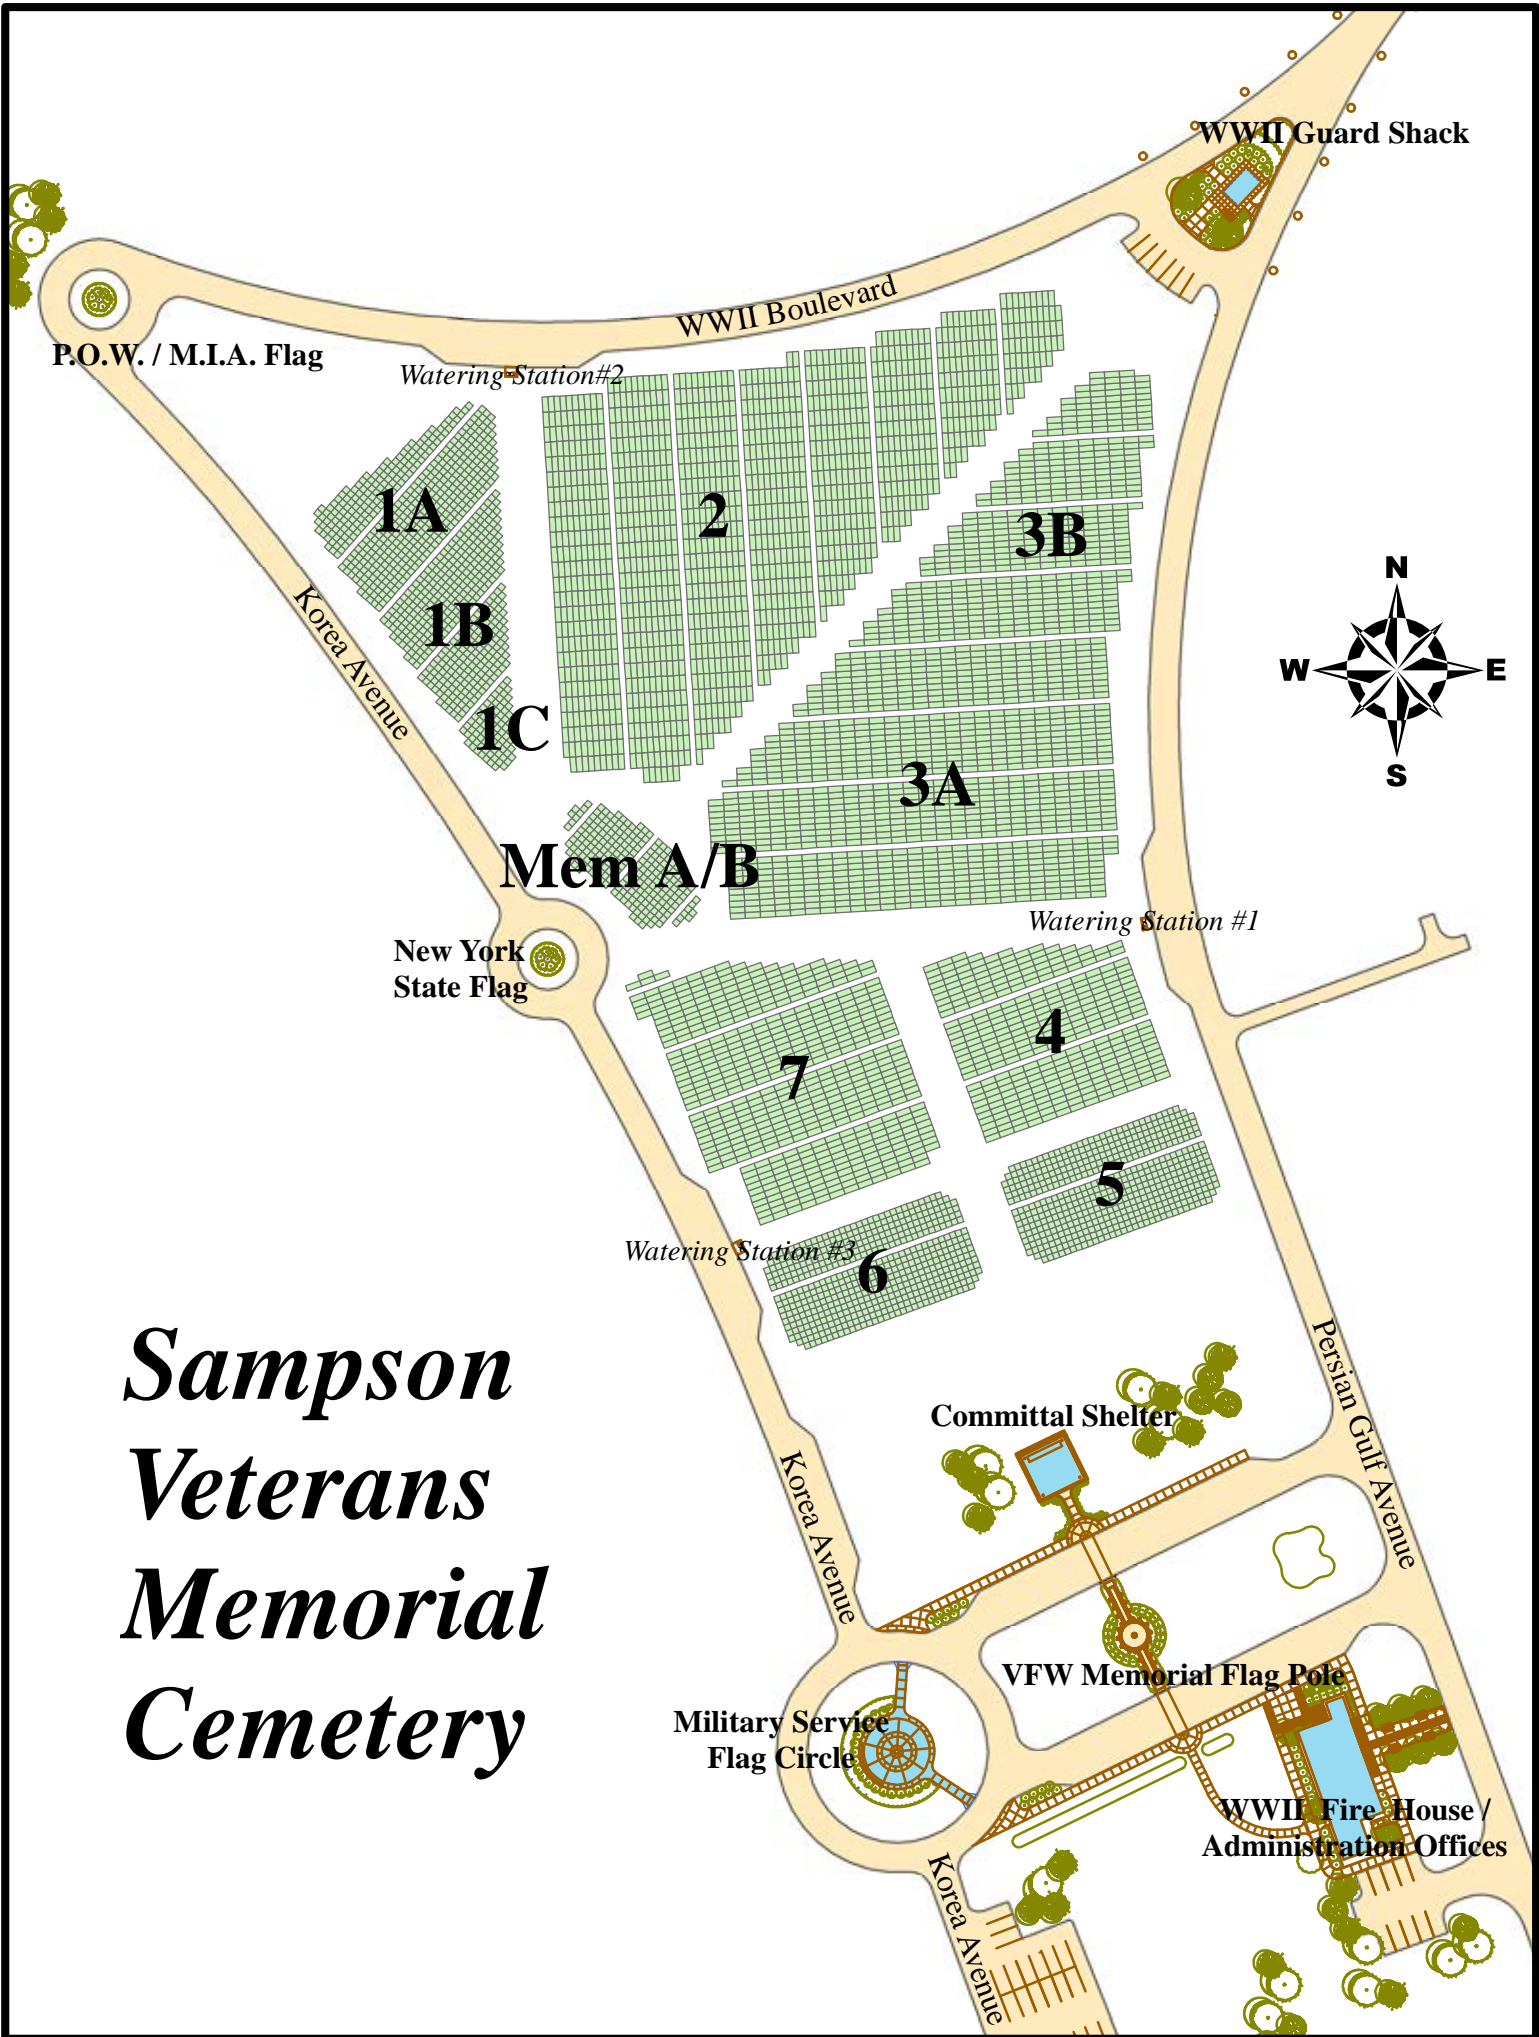 WWII Guard Shack
WWII Boulevard
P.O.W. / M.I.A. Flag
Watering Station#2
1A
2
3B
N
W
E
S
1B
Korea Avenue
1C
3A
Mem A/B
Watering Station #1
New York
State Flag
4
7
5
Watering Station #3
6
Sampson
Veterans
Memorial
Cemetery
Persian Gulf Avenue
Committal Shelter
Korea Avenue
VFW Memorial Flag Pole
Military Service
Flag Circle
WWII Fire House /
Administration Offices
Korea Avenue